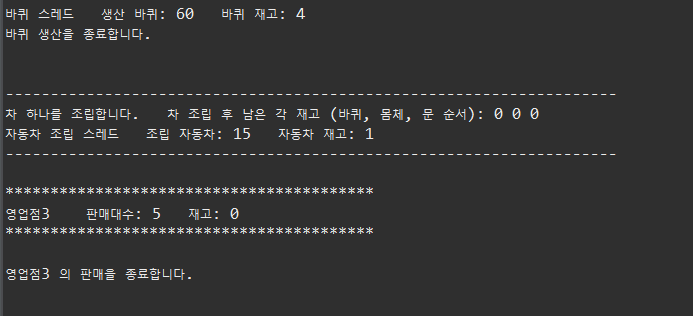 바퀴 스레드   생산 바퀴: 60   바퀴 재고: 4
바퀴 생산을 종료합니다.
--------------------------------------------------------------------
차 하나를 조립합니다.   차 조립 후 남은 각 재고 (바퀴, 몸체, 문 순서): 0 0 0
자동차 조립 스레드   조립 자동차: 15   자동차 재고: 1
--------------------------------------------------------------------
*****************************************
영업점3    판매대수: 5   재고: 0
*****************************************
영업점3 의 판매를 종료합니다.